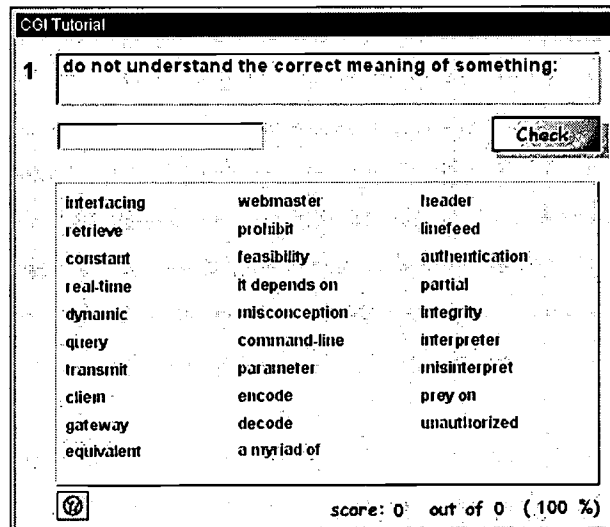 CGI Tutorial
1 do not understand the correct meaning of something:
Check
interfacing webmaster header
retrieve prohibit linefeed
constant feasibility authentication
real-time it depends on partial
dynamic misconception integrity
query command-line interpreter
transmit parameter misinterpret
client encode prey on
gateway decode unauthorized
equivalent a myriad of
score: 0 out of 0 (100 %)